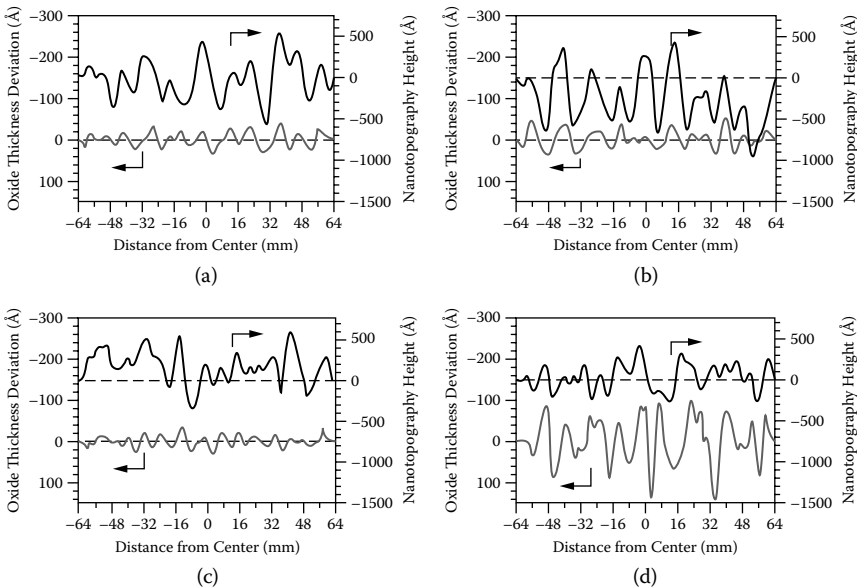 −300
−200
−100
0
100
Oxide Thickness Deviation (Å)
500
0
−500
−1000
−1500
Nanotopography Height (Å)
−64 −48 −32 −16 0 16 32 48 64
Distance from Center (mm)
(a)
−300
−200
−100
0
100
Oxide Thickness Deviation (Å)
500
0
−500
−1000
−1500
Nanotopography Height (Å)
−64 −48 −32 −16 0 16 32 48 64
Distance from Center (mm)
(b)
−300
−200
−100
0
100
Oxide Thickness Deviation (Å)
500
0
−500
−1000
−1500
Nanotopography Height (Å)
−64 −48 −32 −16 0 16 32 48 64
Distance from Center (mm)
(c)
−300
−200
−100
0
100
Oxide Thickness Deviation (Å)
500
0
−500
−1000
−1500
Nanotopography Height (Å)
−64 −48 −32 −16 0 16 32 48 64
Distance from Center (mm)
(d)